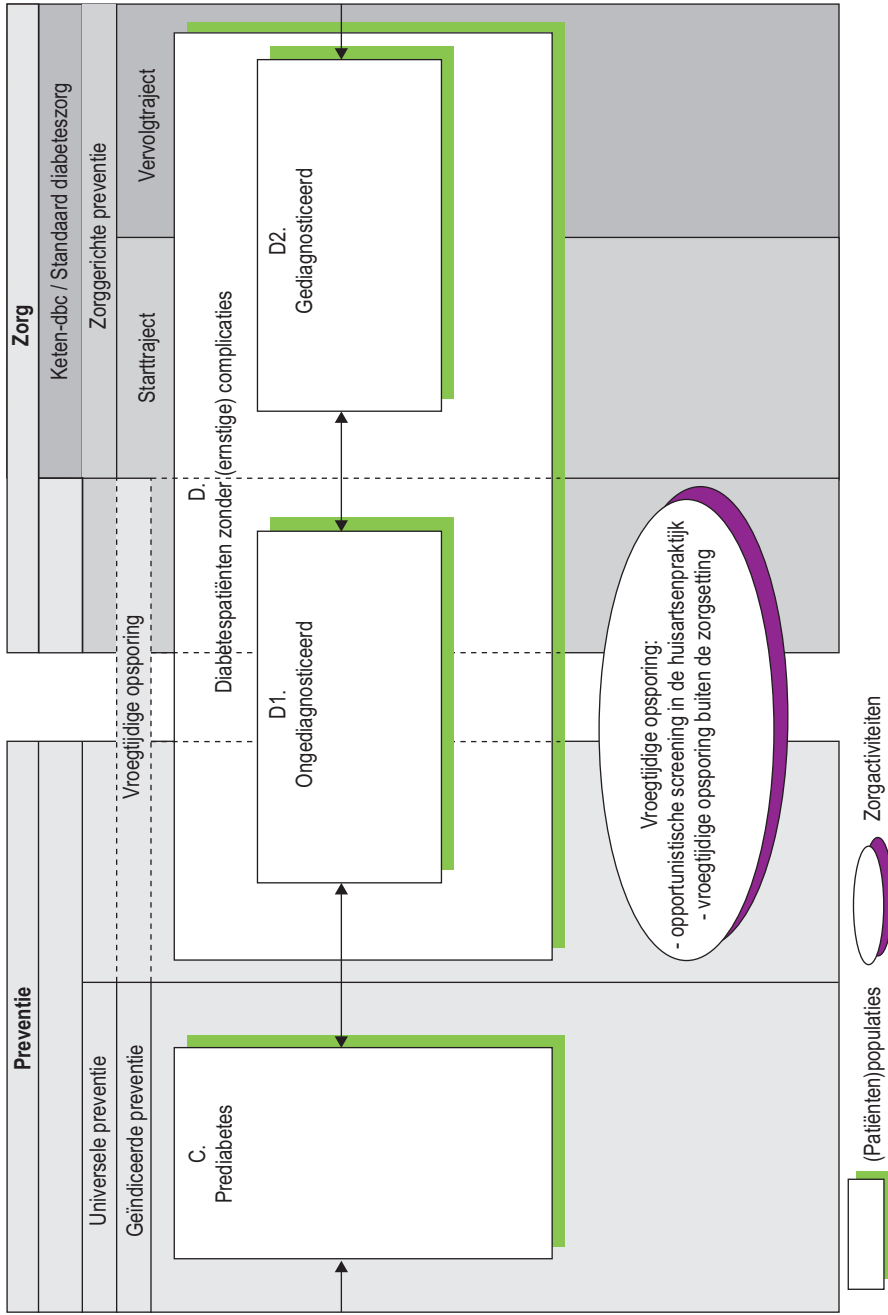 Preventie
Zorg
Keten-dbc / Standaard diabeteszorg
Universele preventie
Zorggerichte preventie
Geïndiceerde preventie
Vroegtijdige opsporing
Starttraject
Vervolgtraject
C.
Prediabetes
D.
Diabetespatiënten zonder (ernstige) complicaties
D1.
Ongediagnosticeerd
D2.
Gediagnosticeerd
Vroegtijdige opsporing:
- opportunistische screening in de huisartsenpraktijk
- vroegtijdige opsporing buiten de zorgsetting
(Patiënten)populaties
Zorgactiviteiten